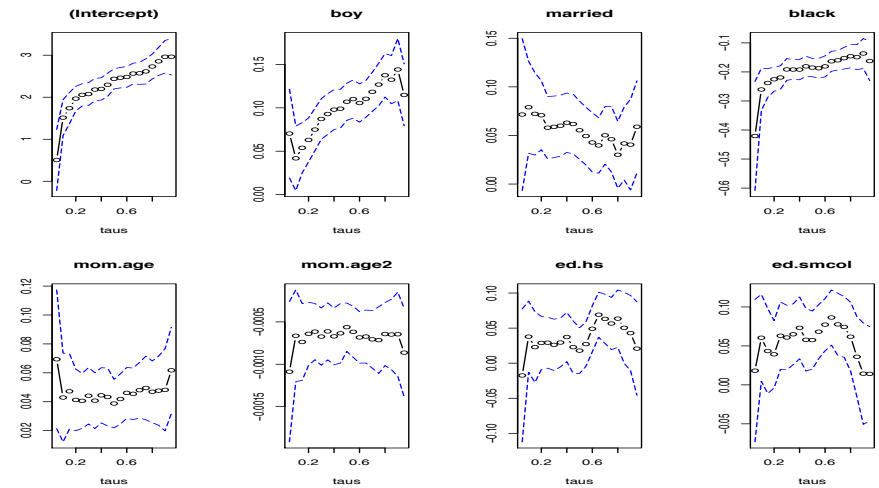 (Intercept)
boy
married
black
0 1 2 3
0.00 0.05 0.10 0.15
0.00 0.05 0.10 0.15
-0.6 -0.5 -0.4 -0.3 -0.2 -0.1
0.2 0.6
0.2 0.6
0.2 0.6
0.2 0.6
taus
taus
taus
taus
mom.age
mom.age2
ed.hs
ed.smcol
0.02 0.04 0.06 0.08 0.10 0.12
-0.0015 -0.0010 -0.0005
-0.10 -0.05 0.00 0.05 0.10
-0.05 0.00 0.05 0.10
0.2 0.6
0.2 0.6
0.2 0.6
0.2 0.6
taus
taus
taus
taus